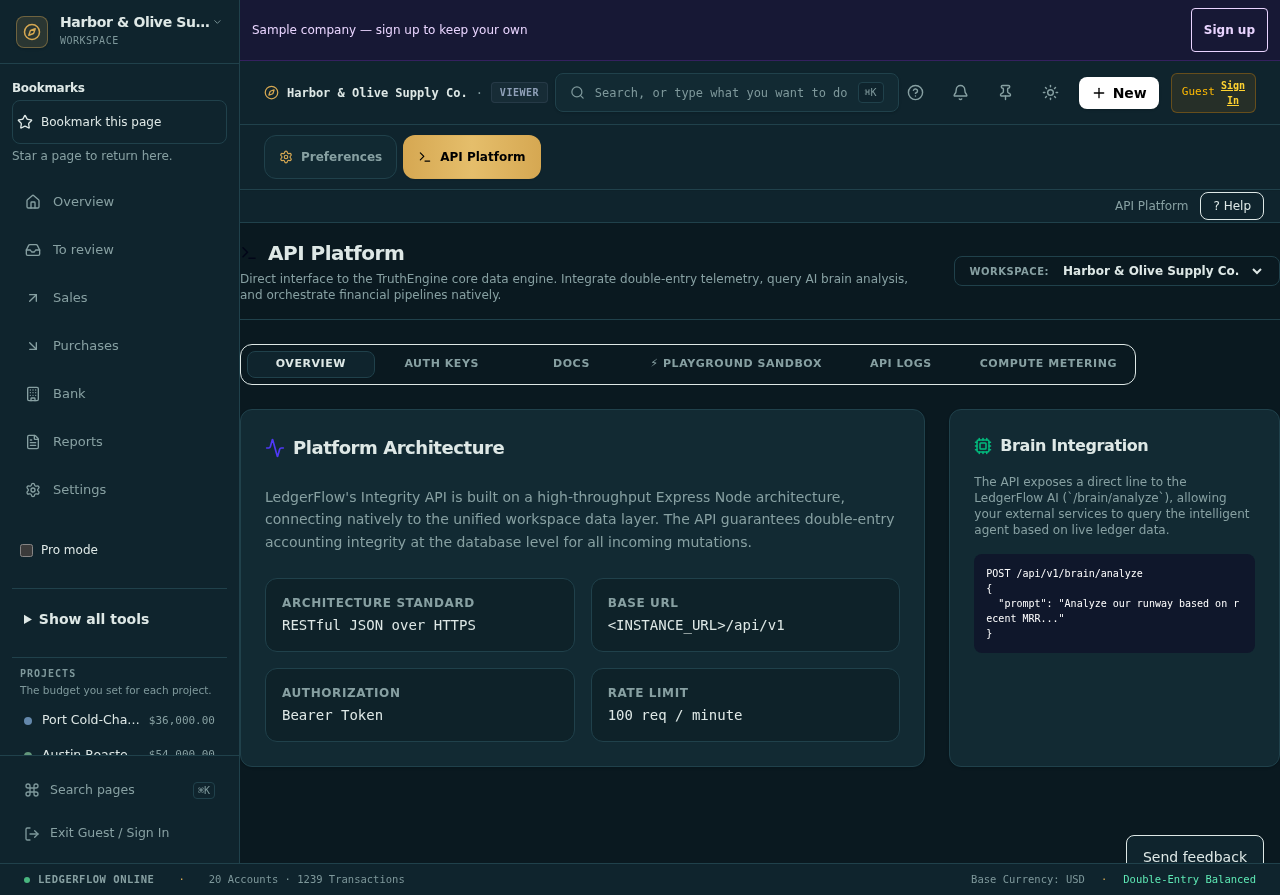 Harbor & Olive Su...
WORKSPACE
Bookmarks
Bookmark this page
Star a page to return here.
Overview
To review
Sales
Purchases
Bank
Reports
Settings
Pro mode
Show all tools
PROJECTS
The budget you set for each project.
Port Cold-Cha... $36,000.00
Austin Roaste... $54,000.00
Search pages ⌘K
Exit Guest / Sign In
Sample company — sign up to keep your own
Sign up
Harbor & Olive Supply Co. · VIEWER
Search, or type what you want to do ⌘K
+ New
Guest Sign
In
Preferences
API Platform
API Platform ? Help
API Platform
Direct interface to the TruthEngine core data engine. Integrate double-entry telemetry, query AI brain analysis,
and orchestrate financial pipelines natively.
WORKSPACE: Harbor & Olive Supply Co.
OVERVIEW AUTH KEYS DOCS ⚡ PLAYGROUND SANDBOX API LOGS COMPUTE METERING
Platform Architecture
LedgerFlow's Integrity API is built on a high-throughput Express Node architecture,
connecting natively to the unified workspace data layer. The API guarantees double-entry
accounting integrity at the database level for all incoming mutations.
ARCHITECTURE STANDARD
RESTful JSON over HTTPS
BASE URL
<INSTANCE_URL>/api/v1
AUTHORIZATION
Bearer Token
RATE LIMIT
100 req / minute
Brain Integration
The API exposes a direct line to the
LedgerFlow AI (`/brain/analyze`), allowing
your external services to query the intelligent
agent based on live ledger data.
POST /api/v1/brain/analyze
{
"prompt": "Analyze our runway based on r
ecent MRR..."
}
Send feedback
LEDGERFLOW ONLINE · 20 Accounts · 1239 Transactions
Base Currency: USD · Double-Entry Balanced